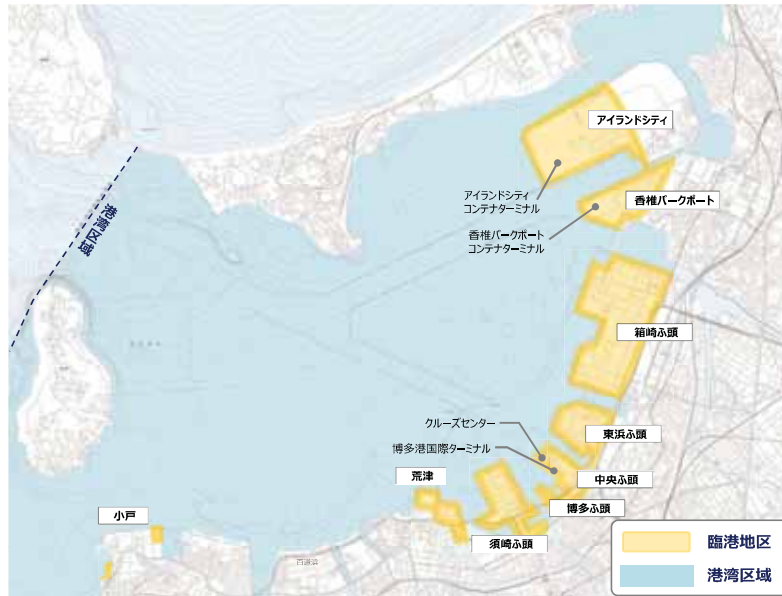 アイランドシティ
アイランドシティ
コンテナターミナル
香椎パークポート
香椎パークポート
コンテナターミナル
港湾区域
箱崎ふ頭
クルーズセンター
東浜ふ頭
博多港国際ターミナル
荒津
中央ふ頭
博多ふ頭
小戸
須崎ふ頭
百道浜
臨港地区
港湾区域